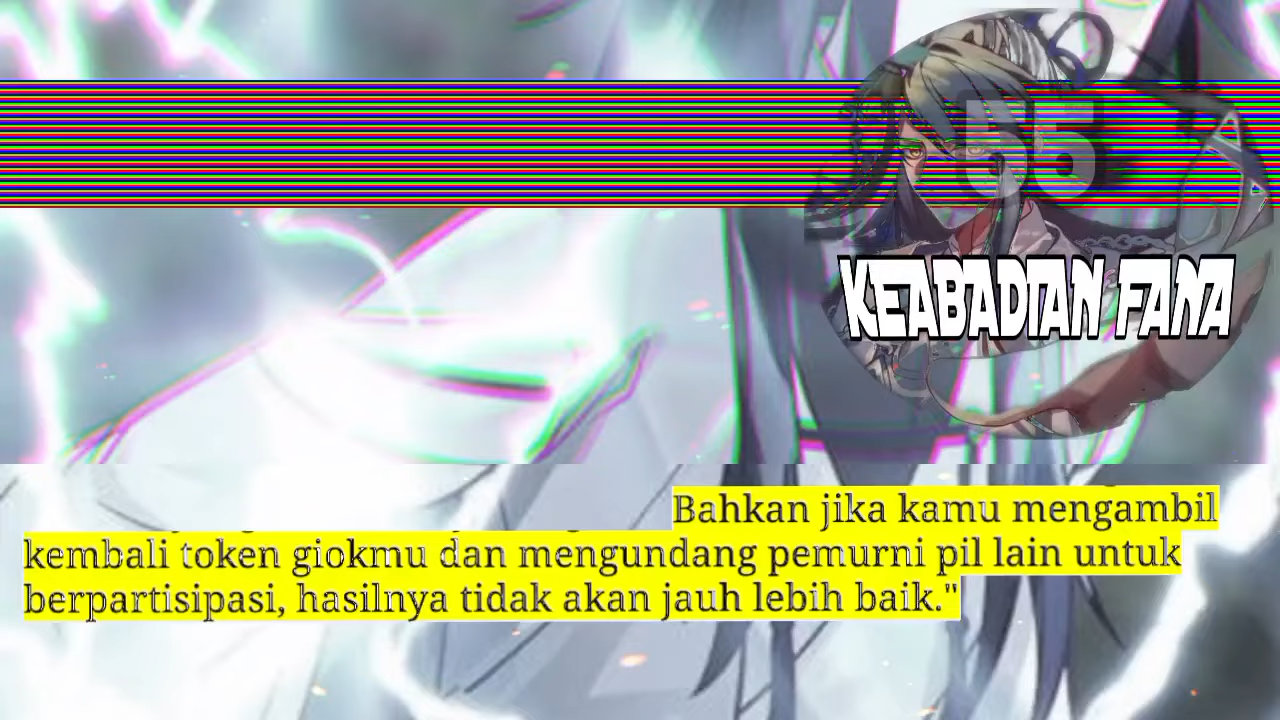 55
KEABADIAN FANA
Bahkan jika kamu mengambil
kembali token giokmu dan mengundang pemurni pil lain untuk
berpartisipasi, hasilnya tidak akan jauh lebih baik."